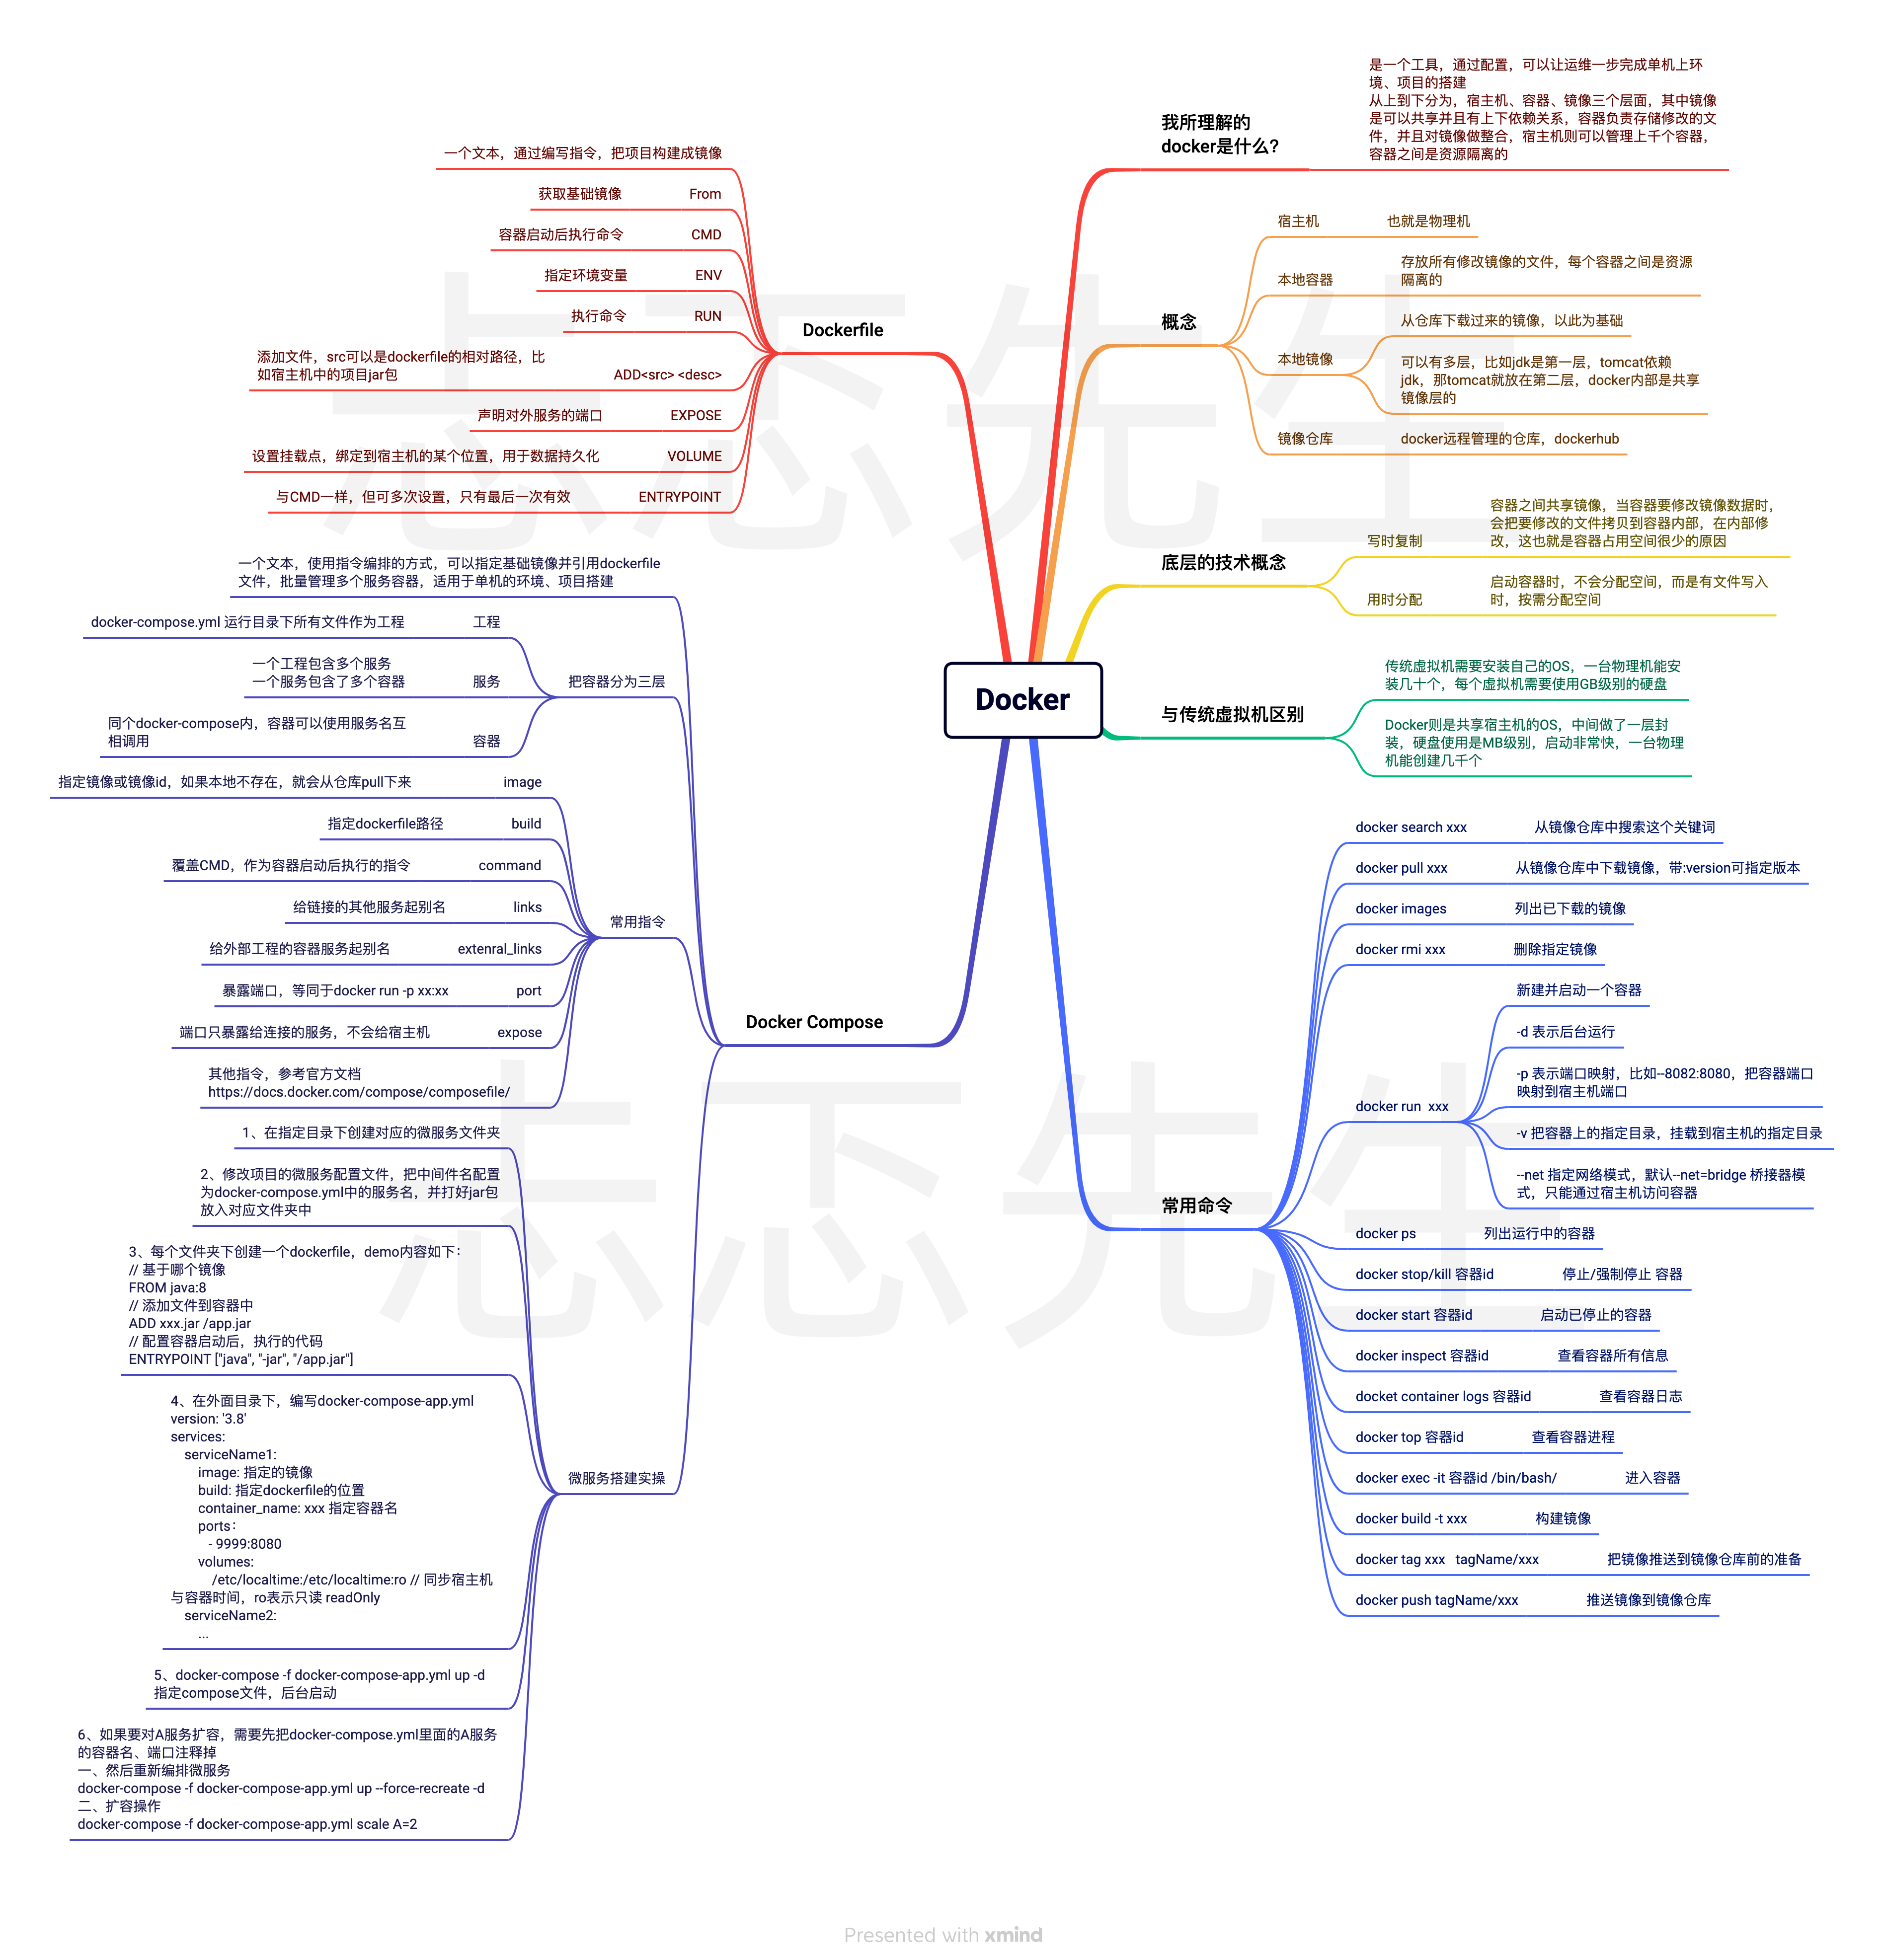 Docker
我所理解的
docker是什么？
是一个工具，通过配置，可以让运维一步完成单机上环
境、项目的搭建
从上到下分为，宿主机、容器、镜像三个层面，其中镜像
是可以共享并且有上下依赖关系，容器负责存储修改的文
件，并且对镜像做整合，宿主机则可以管理上千个容器，
容器之间是资源隔离的
概念
宿主机
也就是物理机
本地容器
存放所有修改镜像的文件，每个容器之间是资源
隔离的
本地镜像
从仓库下载过来的镜像，以此为基础
可以有多层，比如jdk是第一层，tomcat依赖
jdk，那tomcat就放在第二层，docker内部是共享
镜像层的
镜像仓库
docker远程管理的仓库，dockerhub
底层的技术概念
写时复制
容器之间共享镜像，当容器要修改镜像数据时，
会把要修改的文件拷贝到容器内部，在内部修
改，这也就是容器占用空间很少的原因
用时分配
启动容器时，不会分配空间，而是有文件写入
时，按需分配空间
与传统虚拟机区别
传统虚拟机需要安装自己的OS，一台物理机能安
装几十个，每个虚拟机需要使用GB级别的硬盘
Docker则是共享宿主机的OS，中间做了一层封
装，硬盘使用是MB级别，启动非常快，一台物理
机能创建几千个
常用命令
docker search xxx
从镜像仓库中搜索这个关键词
docker pull xxx
从镜像仓库中下载镜像，带:version可指定版本
docker images
列出已下载的镜像
docker rmi xxx
删除指定镜像
docker run  xxx
新建并启动一个容器
-d 表示后台运行
-p 表示端口映射，比如--8082:8080，把容器端口
映射到宿主机端口
-v 把容器上的指定目录，挂载到宿主机的指定目录
--net 指定网络模式，默认--net=bridge 桥接器模
式，只能通过宿主机访问容器
docker ps
列出运行中的容器
docker stop/kill 容器id
停止/强制停止 容器
docker start 容器id
启动已停止的容器
docker inspect 容器id
查看容器所有信息
docket container logs 容器id
查看容器日志
docker top 容器id
查看容器进程
docker exec -it 容器id /bin/bash/
进入容器
docker build -t xxx
构建镜像
docker tag xxx   tagName/xxx
把镜像推送到镜像仓库前的准备
docker push tagName/xxx
推送镜像到镜像仓库
Dockerfile
一个文本，通过编写指令，把项目构建成镜像
From
获取基础镜像
CMD
容器启动后执行命令
ENV
指定环境变量
RUN
执行命令
ADD<src> <desc>
添加文件，src可以是dockerfile的相对路径，比
如宿主机中的项目jar包
EXPOSE
声明对外服务的端口
VOLUME
设置挂载点，绑定到宿主机的某个位置，用于数据持久化
ENTRYPOINT
与CMD一样，但可多次设置，只有最后一次有效
Docker Compose
一个文本，使用指令编排的方式，可以指定基础镜像并引用dockerfile
文件，批量管理多个服务容器，适用于单机的环境、项目搭建
把容器分为三层
工程
docker-compose.yml 运行目录下所有文件作为工程
服务
一个工程包含多个服务
一个服务包含了多个容器
容器
同个docker-compose内，容器可以使用服务名互
相调用
常用指令
image
指定镜像或镜像id，如果本地不存在，就会从仓库pull下来
build
指定dockerfile路径
command
覆盖CMD，作为容器启动后执行的指令
links
给链接的其他服务起别名
extenral_links
给外部工程的容器服务起别名
port
暴露端口，等同于docker run -p xx:xx
expose
端口只暴露给连接的服务，不会给宿主机
其他指令，参考官方文档
https://docs.docker.com/compose/composefile/
微服务搭建实操
1、在指定目录下创建对应的微服务文件夹
2、修改项目的微服务配置文件，把中间件名配置
为docker-compose.yml中的服务名，并打好jar包
放入对应文件夹中
3、每个文件夹下创建一个dockerfile，demo内容如下：
// 基于哪个镜像
FROM java:8
// 添加文件到容器中
ADD xxx.jar /app.jar
// 配置容器启动后，执行的代码
ENTRYPOINT ["java", "-jar", "/app.jar"]
4、在外面目录下，编写docker-compose-app.yml
version: '3.8'
services:
serviceName1:
image: 指定的镜像
build: 指定dockerfile的位置
container_name: xxx 指定容器名
ports：
- 9999:8080
volumes:
/etc/localtime:/etc/localtime:ro // 同步宿主机
与容器时间，ro表示只读 readOnly
serviceName2:
...
5、docker-compose -f docker-compose-app.yml up -d
指定compose文件，后台启动
6、如果要对A服务扩容，需要先把docker-compose.yml里面的A服务
的容器名、端口注释掉
一、然后重新编排微服务
docker-compose -f docker-compose-app.yml up --force-recreate -d
二、扩容操作
docker-compose -f docker-compose-app.yml scale A=2
忐忑先生
忐忑先生
Presented with xmind